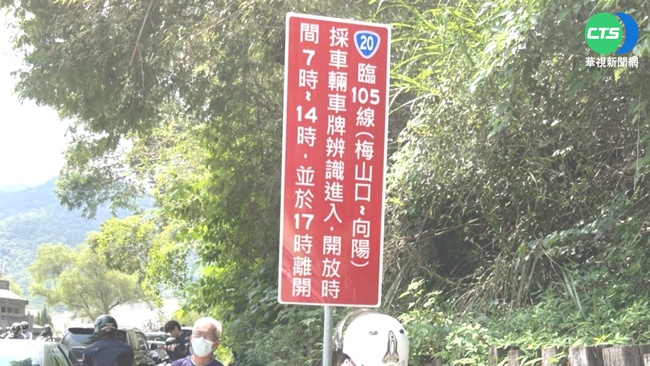 20
臨105線(梅山口~向陽)
採車輛車牌辨識進入,開放時
間7時~14時,並於17時離開
CTS
華視新聞網